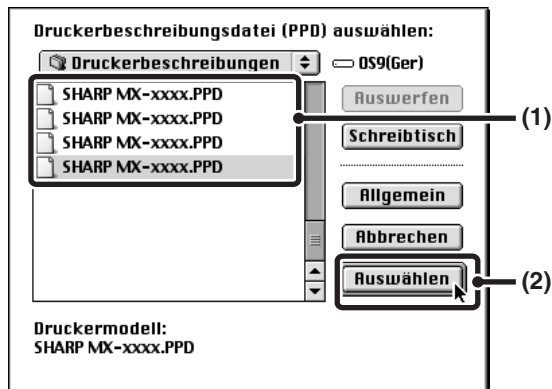 Druckerbeschreibungsdatei (PPD) auswählen:
Druckerbeschreibungen
OS9(Ger)
SHARP MX-xxxx.PPD
SHARP MX-xxxx.PPD
SHARP MX-xxxx.PPD
SHARP MX-xxxx.PPD
Auswerfen
(1)
Schreibtisch
Allgemein
Abbrechen
Auswählen
(2)
Druckermodell:
SHARP MX-xxxx.PPD